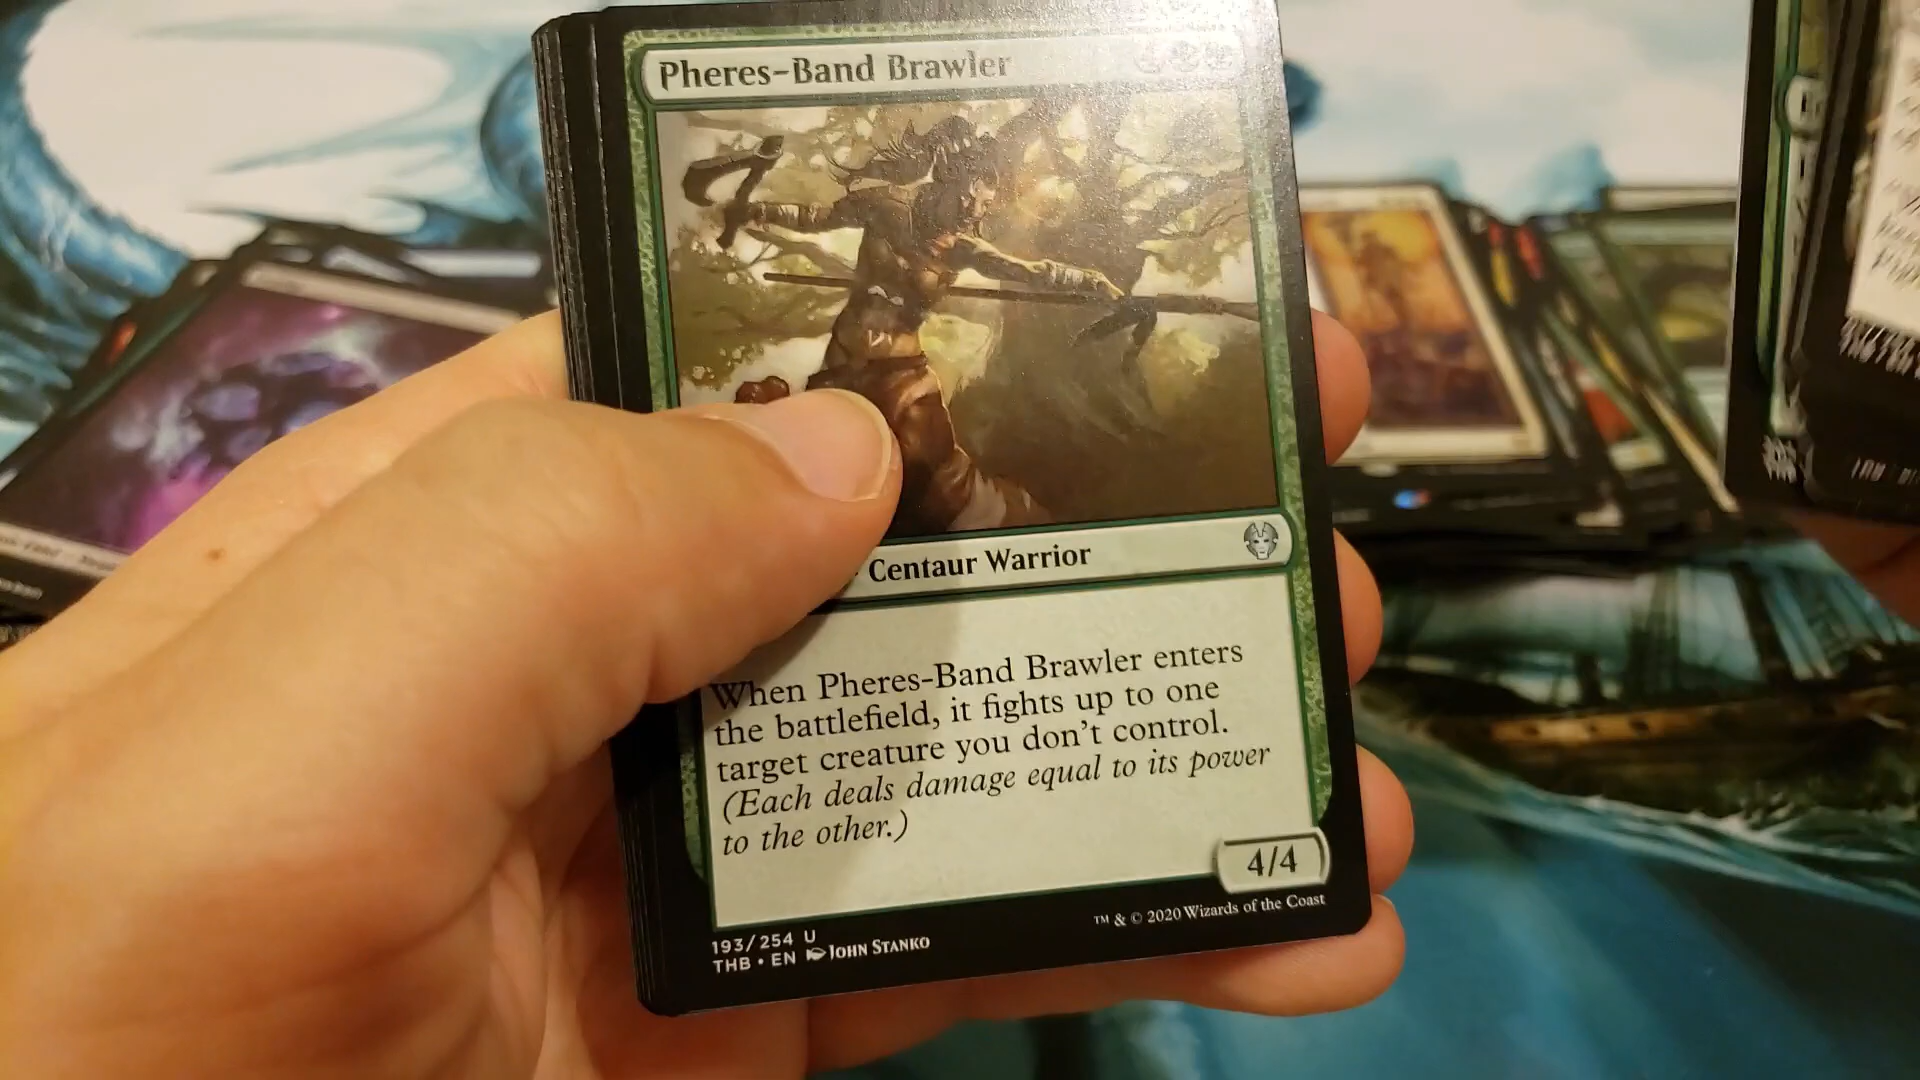 Pheres-Band Brawler
Centaur Warrior
When Pheres-Band Brawler enters
the battlefield, it fights up to one
target creature you don't control.
(Each deals damage equal to its power
to the other.)
4/4
193/254 U
THB • EN John Stanko
™ & © 2020 Wizards of the Coast